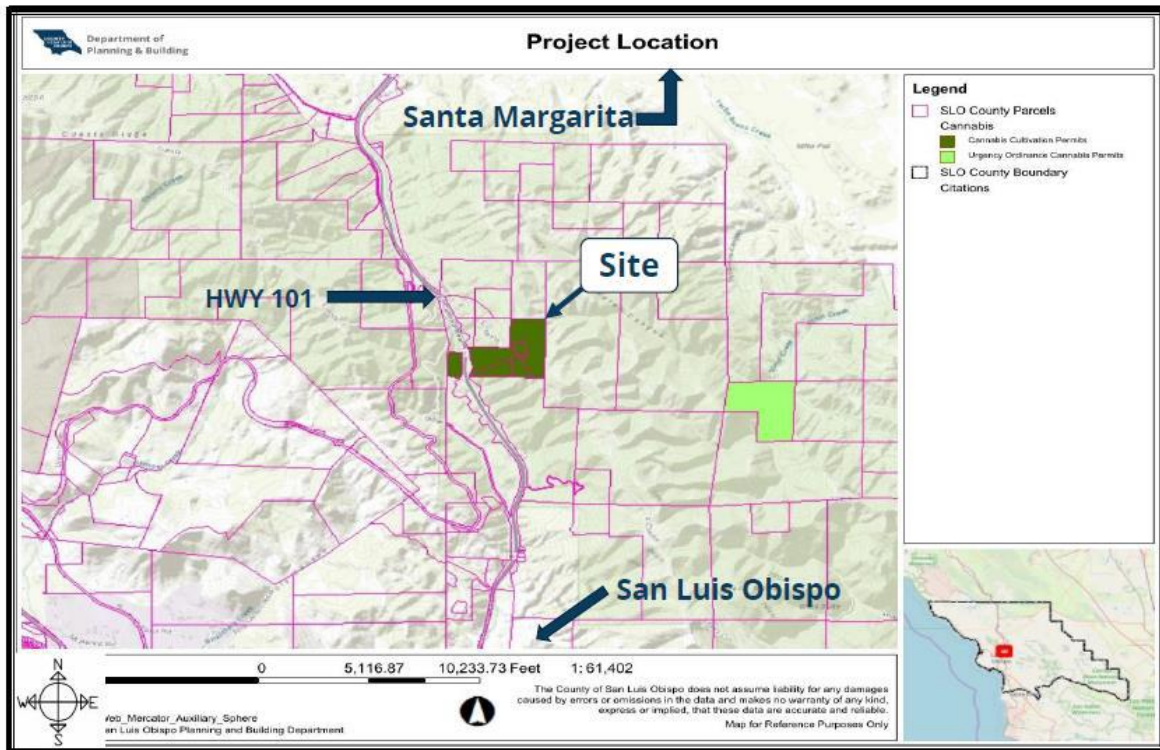 Department of
Planning & Building
Project Location
Santa Margarita
HWY 101
Site
San Luis Obispo
Legend
SLO County Parcels
Cannabis
Cannabis Cultivation Permits
Urgency Ordinance Cannabis Permits
SLO County Boundary
Citations
N
W
E
S
0
5,116.87
10,233.73 Feet
1: 61,402
Web_Mercator_Auxiliary_Sphere
an Luis Obispo Planning and Building Department
The County of San Luis Obispo does not assume liability for any damages
caused by errors or omissions in the data and makes no warranty of any kind,
express or implied, that these data are accurate and reliable.
Map for Reference Purposes Only